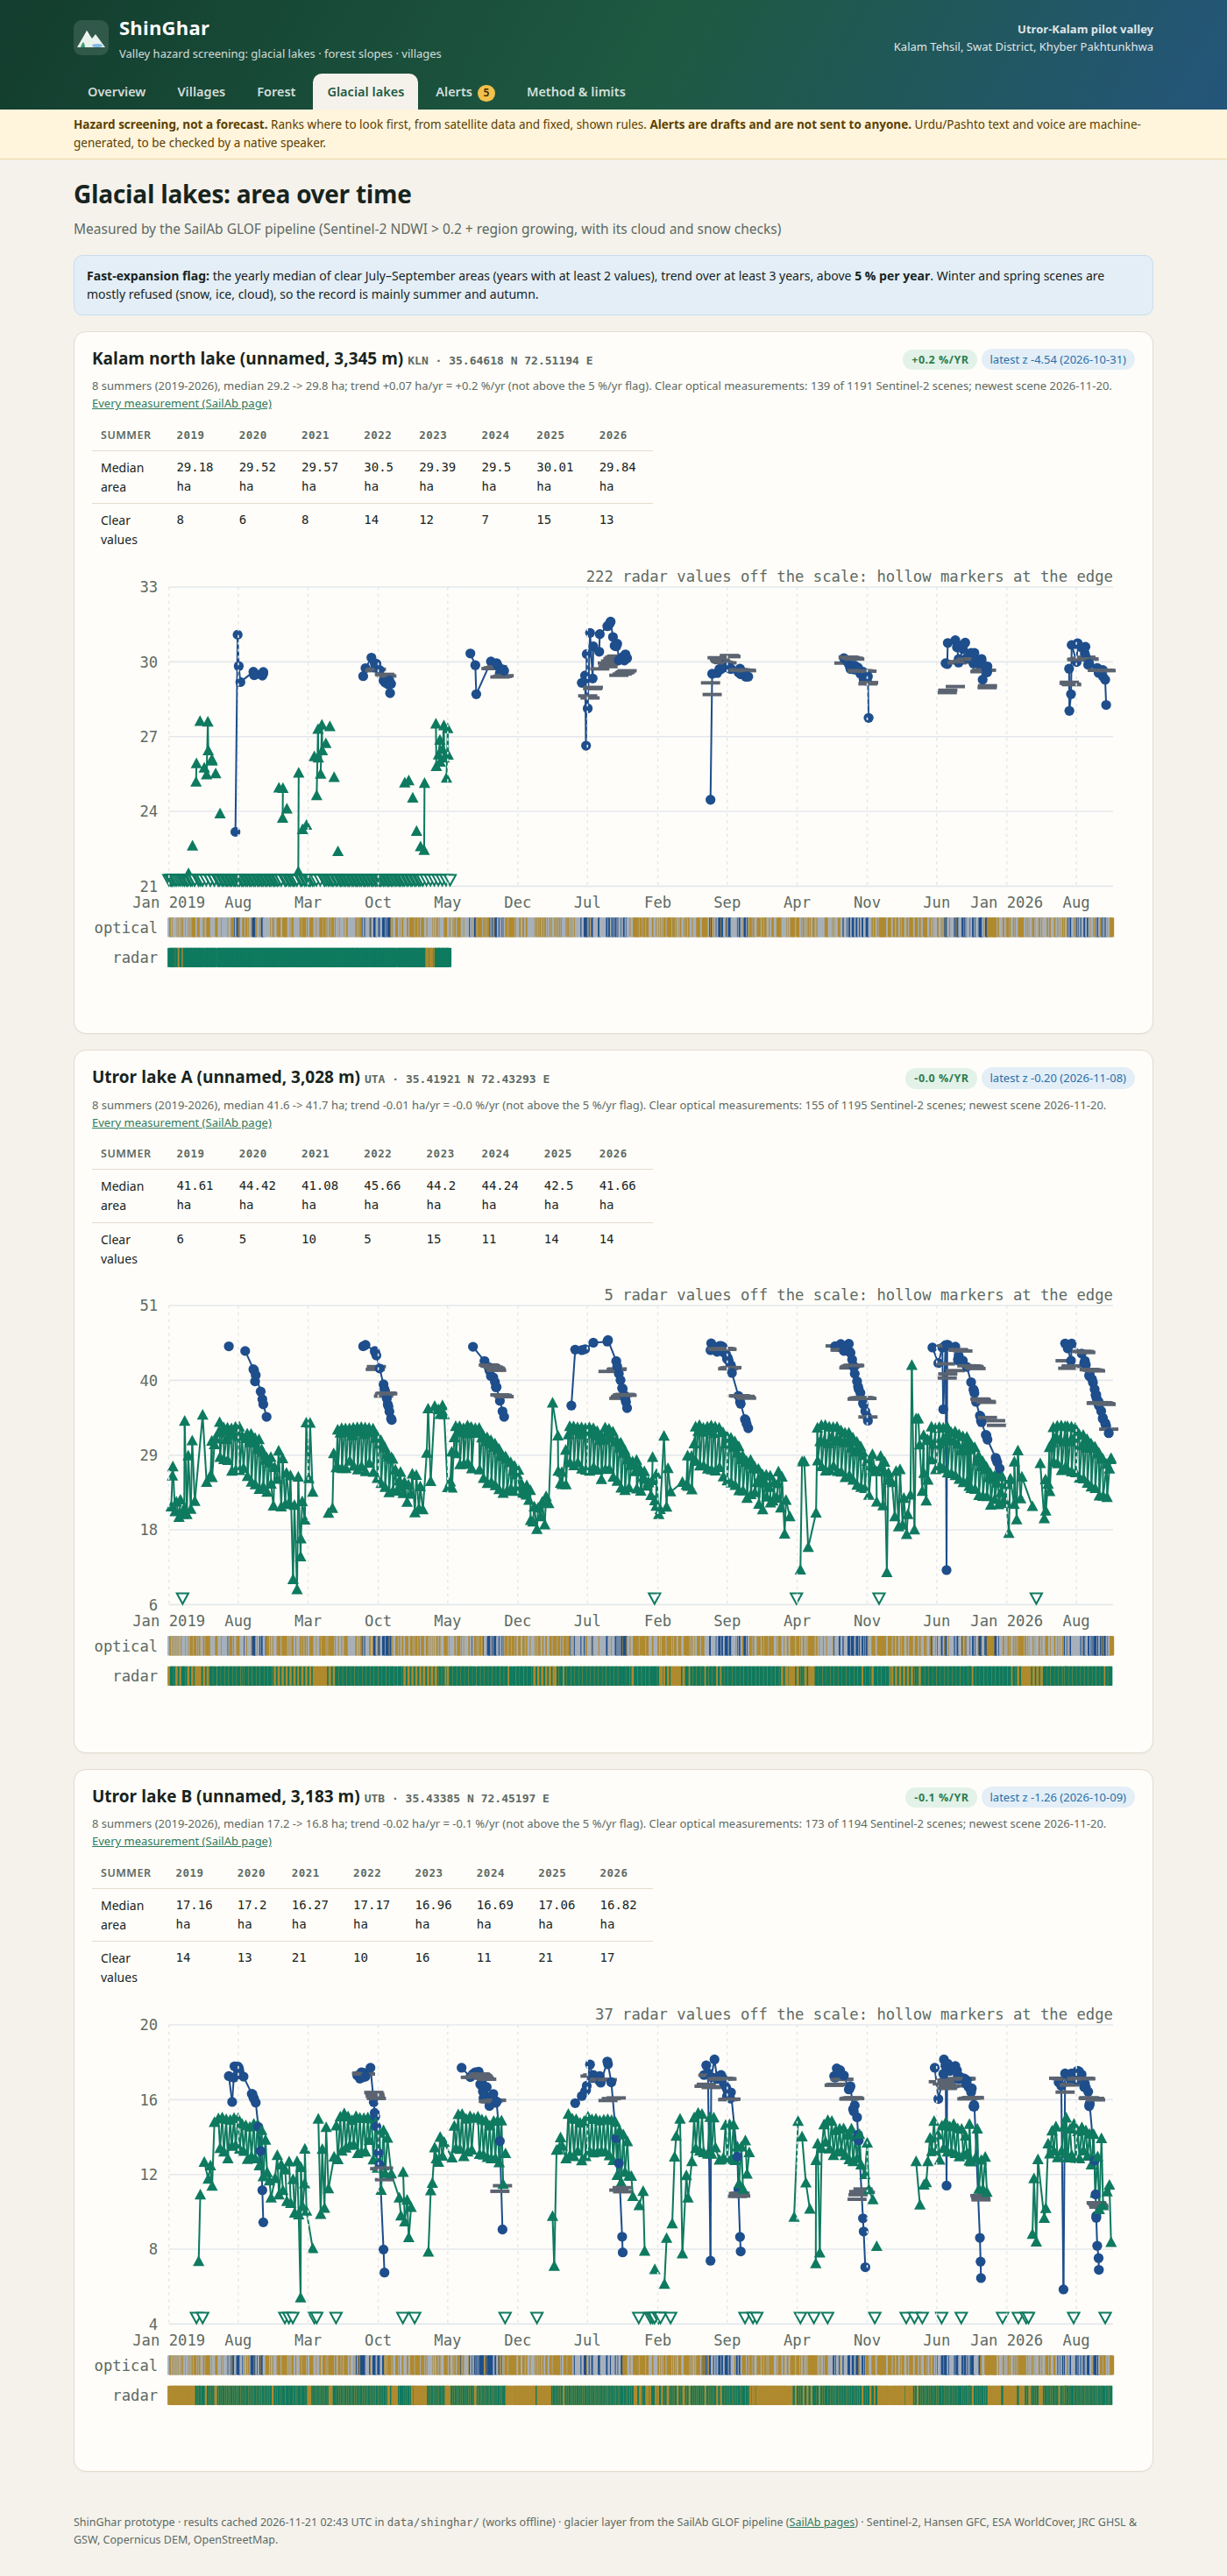 ShinGhar
Valley hazard screening: glacial lakes · forest slopes · villages
Utror-Kalam pilot valley
Kalam Tehsil, Swat District, Khyber Pakhtunkhwa
Overview Villages Forest Glacial lakes Alerts 5 Method & limits
Hazard screening, not a forecast. Ranks where to look first, from satellite data and fixed, shown rules. Alerts are drafts and are not sent to anyone. Urdu/Pashto text and voice are machine-
generated, to be checked by a native speaker.
Glacial lakes: area over time
Measured by the SailAb GLOF pipeline (Sentinel-2 NDWI > 0.2 + region growing, with its cloud and snow checks)
Fast-expansion flag: the yearly median of clear July–September areas (years with at least 2 values), trend over at least 3 years, above 5 % per year. Winter and spring scenes are
mostly refused (snow, ice, cloud), so the record is mainly summer and autumn.
Kalam north lake (unnamed, 3,345 m) KLN · 35.64618 N 72.51194 E
+0.2 %/YR latest z -4.54 (2026-10-31)
8 summers (2019-2026), median 29.2 -> 29.8 ha; trend +0.07 ha/yr = +0.2 %/yr (not above the 5 %/yr flag). Clear optical measurements: 139 of 1191 Sentinel-2 scenes; newest scene 2026-11-20.
Every measurement (SailAb page)
SUMMER 2019 2020 2021 2022 2023 2024 2025 2026
Median 29.18 29.52 29.57 30.5 29.39 29.5 30.01 29.84
area ha ha ha ha ha ha ha ha
Clear 8 6 8 14 12 7 15 13
values
222 radar values off the scale: hollow markers at the edge
33
30
27
24
21
Jan 2019 Aug Mar Oct May Dec Jul Feb Sep Apr Nov Jun Jan 2026 Aug
optical
radar
Utror lake A (unnamed, 3,028 m) UTA · 35.41921 N 72.43293 E
-0.0 %/YR latest z -0.20 (2026-11-08)
8 summers (2019-2026), median 41.6 -> 41.7 ha; trend -0.01 ha/yr = -0.0 %/yr (not above the 5 %/yr flag). Clear optical measurements: 155 of 1195 Sentinel-2 scenes; newest scene 2026-11-20.
Every measurement (SailAb page)
SUMMER 2019 2020 2021 2022 2023 2024 2025 2026
Median 41.61 44.42 41.08 45.66 44.2 44.24 42.5 41.66
area ha ha ha ha ha ha ha ha
Clear 6 5 10 5 15 11 14 14
values
5 radar values off the scale: hollow markers at the edge
51
40
29
18
6
Jan 2019 Aug Mar Oct May Dec Jul Feb Sep Apr Nov Jun Jan 2026 Aug
optical
radar
Utror lake B (unnamed, 3,183 m) UTB · 35.43385 N 72.45197 E
-0.1 %/YR latest z -1.26 (2026-10-09)
8 summers (2019-2026), median 17.2 -> 16.8 ha; trend -0.02 ha/yr = -0.1 %/yr (not above the 5 %/yr flag). Clear optical measurements: 173 of 1194 Sentinel-2 scenes; newest scene 2026-11-20.
Every measurement (SailAb page)
SUMMER 2019 2020 2021 2022 2023 2024 2025 2026
Median 17.16 17.2 16.27 17.17 16.96 16.69 17.06 16.82
area ha ha ha ha ha ha ha ha
Clear 14 13 21 10 16 11 21 17
values
37 radar values off the scale: hollow markers at the edge
20
16
12
8
4
Jan 2019 Aug Mar Oct May Dec Jul Feb Sep Apr Nov Jun Jan 2026 Aug
optical
radar
ShinGhar prototype · results cached 2026-11-21 02:43 UTC in data/shinghar/ (works offline) · glacier layer from the SailAb GLOF pipeline (SailAb pages) · Sentinel-2, Hansen GFC, ESA WorldCover, JRC GHSL &
GSW, Copernicus DEM, OpenStreetMap.